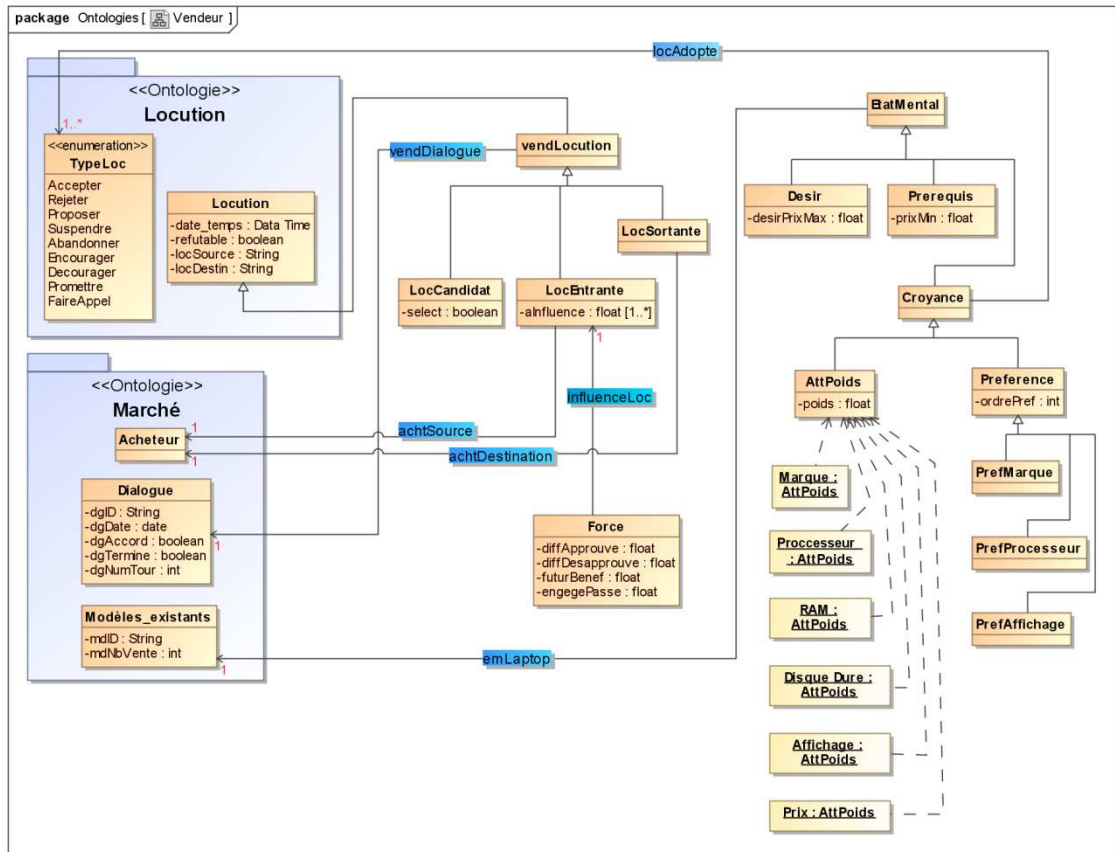 package Ontologies [ Vendeur ]
locAdopte
<<Ontologie>>
Locution
1..*
<<enumeration>>
TypeLoc
Accepter
Rejeter
Proposer
Suspendre
Abandonner
Encourager
Decourager
Promettre
FaireAppel
Locution
-date_temps : Data Time
-refutable : boolean
-locSource : String
-locDestin : String
vendDialogue
vendLocution
LocCandidat
-select : boolean
LocEntrante
-aInfluence : float [1..*]
LocSortante
1
influenceLoc
EtatMental
Desir
-desirPrixMax : float
Prerequis
-prixMin : float
Croyance
AttPoids
-poids : float
Preference
-ordrePref : int
PrefMarque
PrefProcesseur
PrefAffichage
Marque :
AttPoids
Proccesseur
: AttPoids
RAM :
AttPoids
Disque Dure :
AttPoids
Affichage :
AttPoids
Prix : AttPoids
<<Ontologie>>
Marché
Acheteur
1
achtSource
1
achtDestination
Dialogue
-dgID : String
-dgDate : date
-dgAccord : boolean
-dgTermine : boolean
-dgNumTour : int
1
Force
-diffApprouve : float
-diffDesapprouve : float
-futurBenef : float
-engegePasse : float
Modèles_existants
-mdID : String
-mdNbVente : int
1
emLaptop